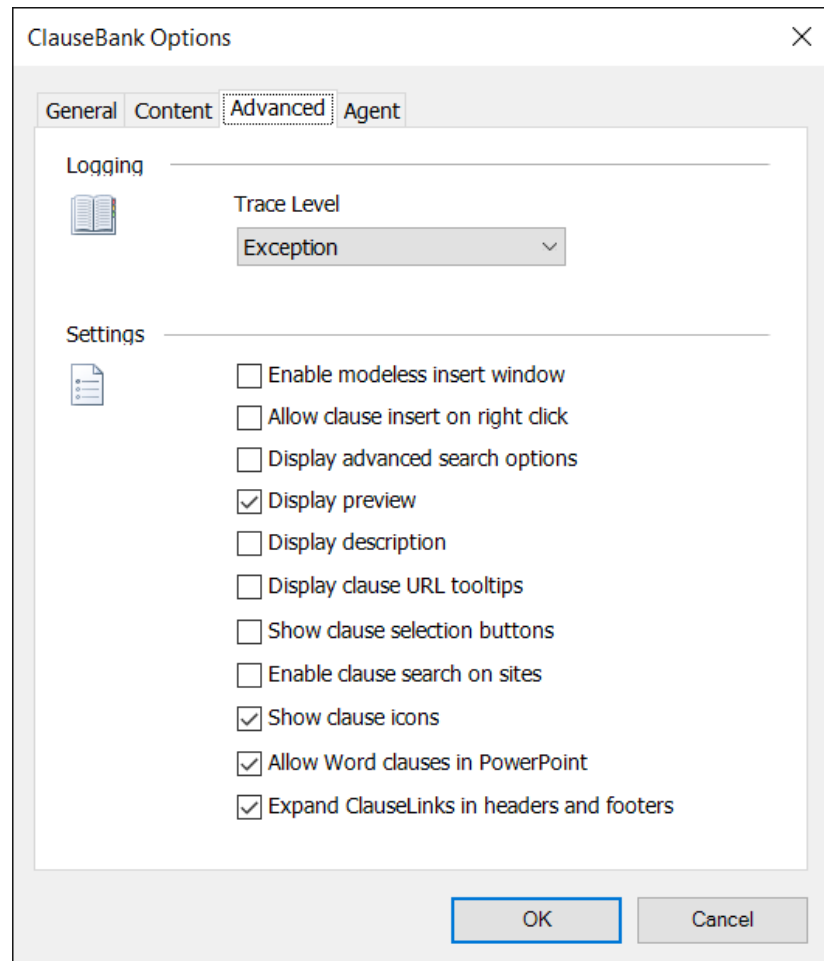 ClauseBank Options
General Content Advanced Agent
Logging
Trace Level
Exception
Settings
Enable modeless insert window
Allow clause insert on right click
Display advanced search options
Display preview
Display description
Display clause URL tooltips
Show clause selection buttons
Enable clause search on sites
Show clause icons
Allow Word clauses in PowerPoint
Expand ClauseLinks in headers and footers
OK Cancel